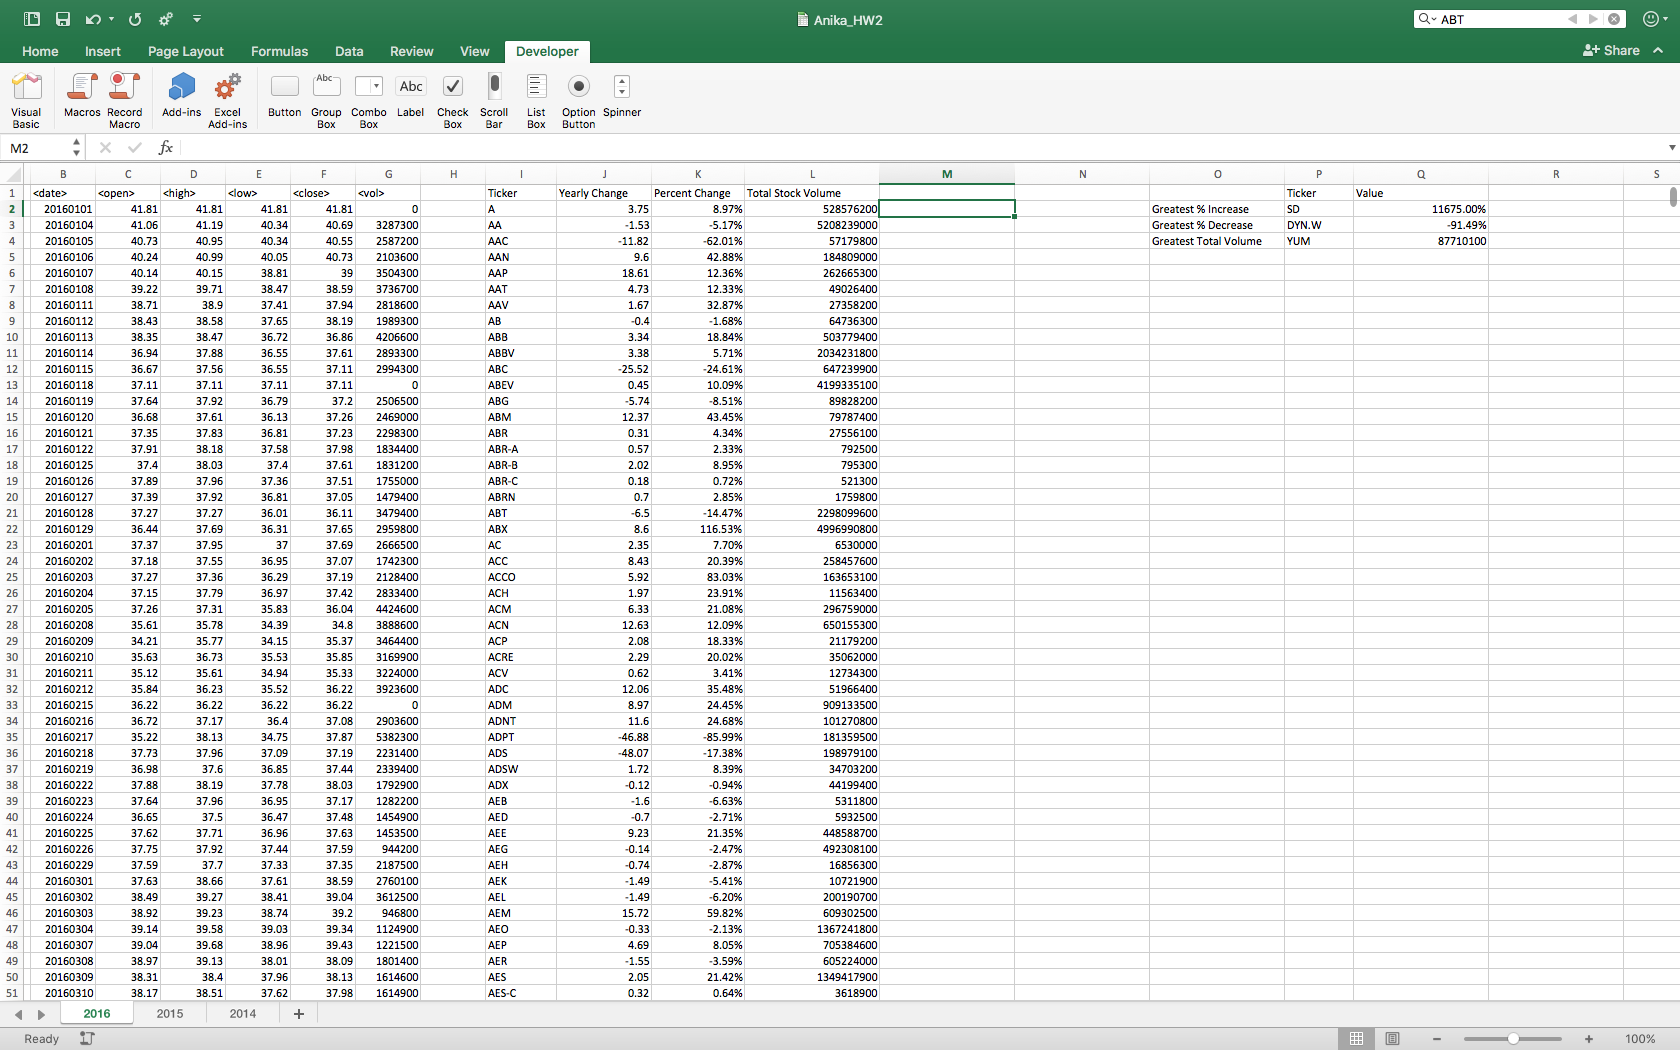 Anika_HW2
ABT
Home Insert Page Layout Formulas Data Review View Developer
Share
Visual Basic Macros Record Macro Add-ins Excel Add-ins Button Group Box Combo Box Label Check Box Scroll Bar List Box Option Button Spinner
Abc Abc
M2 fx
B C D E F G H I J K L M N O P Q R S
1 <date> <open> <high> <low> <close> <vol> Ticker Yearly Change Percent Change Total Stock Volume Ticker Value
2 20160101 41.81 41.81 41.81 41.81 0 A 3.75 8.97% 528576200 Greatest % Increase SD 11675.00%
3 20160104 41.06 41.19 40.34 40.69 3287300 AA -1.53 -5.17% 5208239000 Greatest % Decrease DYN.W -91.49%
4 20160105 40.73 40.95 40.34 40.55 2587200 AAC -11.82 -62.01% 57179800 Greatest Total Volume YUM 87710100
5 20160106 40.24 40.99 40.05 40.73 2103600 AAN 9.6 42.88% 184809000
6 20160107 40.14 40.15 38.81 39 3504300 AAP 18.61 12.36% 262665300
7 20160108 39.22 39.71 38.47 38.59 3736700 AAT 4.73 12.33% 49026400
8 20160111 38.71 38.9 37.41 37.94 2818600 AAV 1.67 32.87% 27358200
9 20160112 38.43 38.58 37.65 38.19 1989300 AB -0.4 -1.68% 64736300
10 20160113 38.35 38.47 36.72 36.86 4206600 ABB 3.34 18.84% 503779400
11 20160114 36.94 37.88 36.55 37.61 2893300 ABBV 3.38 5.71% 2034231800
12 20160115 36.67 37.56 36.55 37.11 2994300 ABC -25.52 -24.61% 647239900
13 20160118 37.11 37.11 37.11 37.11 0 ABEV 0.45 10.09% 4199335100
14 20160119 37.64 37.92 36.79 37.2 2506500 ABG -5.74 -8.51% 89828200
15 20160120 36.68 37.61 36.13 37.26 2469000 ABM 12.37 43.45% 79787400
16 20160121 37.35 37.83 36.81 37.23 2298300 ABR 0.31 4.34% 27556100
17 20160122 37.91 38.18 37.58 37.98 1834400 ABR-A 0.57 2.33% 792500
18 20160125 37.4 38.03 37.4 37.61 1831200 ABR-B 2.02 8.95% 795300
19 20160126 37.89 37.96 37.36 37.51 1755000 ABR-C 0.18 0.72% 521300
20 20160127 37.39 37.92 36.81 37.05 1479400 ABRN 0.7 2.85% 1759800
21 20160128 37.27 37.27 36.01 36.11 3479400 ABT -6.5 -14.47% 2298099600
22 20160129 36.44 37.69 36.31 37.65 2959800 ABX 8.6 116.53% 4996990800
23 20160201 37.37 37.95 37 37.69 2666500 AC 2.35 7.70% 6530000
24 20160202 37.18 37.55 36.95 37.07 1742300 ACC 8.43 20.39% 258457600
25 20160203 37.27 37.36 36.29 37.19 2128400 ACCO 5.92 83.03% 163653100
26 20160204 37.15 37.79 36.97 37.42 2833400 ACH 1.97 23.91% 11563400
27 20160205 37.26 37.31 35.83 36.04 4424600 ACM 6.33 21.08% 296759000
28 20160208 35.61 35.78 34.39 34.8 3888600 ACN 12.63 12.09% 650155300
29 20160209 34.21 35.77 34.15 35.37 3464400 ACP 2.08 18.33% 21179200
30 20160210 35.63 36.73 35.53 35.85 3169900 ACRE 2.29 20.02% 35062000
31 20160211 35.12 35.61 34.94 35.33 3224000 ACV 0.62 3.41% 12734300
32 20160212 35.84 36.23 35.52 36.22 3923600 ADC 12.06 35.48% 51966400
33 20160215 36.22 36.22 36.22 36.22 0 ADM 8.97 24.45% 909133500
34 20160216 36.72 37.17 36.4 37.08 2903600 ADNT 11.6 24.68% 101270800
35 20160217 35.22 38.13 34.75 37.87 5382300 ADPT -46.88 -85.99% 181359500
36 20160218 37.73 37.96 37.09 37.19 2231400 ADS -48.07 -17.38% 198979100
37 20160219 36.98 37.6 36.85 37.44 2339400 ADSW 1.72 8.39% 34703200
38 20160222 37.88 38.19 37.78 38.03 1792900 ADX -0.12 -0.94% 44199400
39 20160223 37.64 37.96 36.95 37.17 1282200 AEB -1.6 -6.63% 5311800
40 20160224 36.65 37.5 36.47 37.48 1454900 AED -0.7 -2.71% 5932500
41 20160225 37.62 37.71 36.96 37.63 1453500 AEE 9.23 21.35% 448588700
42 20160226 37.75 37.92 37.44 37.59 944200 AEG -0.14 -2.47% 492308100
43 20160229 37.59 37.7 37.33 37.35 2187500 AEH -0.74 -2.87% 16856300
44 20160301 37.63 38.66 37.61 38.59 2760100 AEK -1.49 -5.41% 10721900
45 20160302 38.49 39.27 38.41 39.04 3612500 AEL -1.49 -6.20% 200190700
46 20160303 38.92 39.23 38.74 39.2 946800 AEM 15.72 59.82% 609302500
47 20160304 39.14 39.58 39.03 39.34 1124900 AEO -0.33 -2.13% 1367241800
48 20160307 39.04 39.68 38.96 39.43 1221500 AEP 4.69 8.05% 705384600
49 20160308 38.97 39.13 38.01 38.09 1801400 AER -1.55 -3.59% 605224000
50 20160309 38.31 38.4 37.96 38.13 1614600 AES 2.05 21.42% 1349417900
51 20160310 38.17 38.51 37.62 37.98 1614900 AES-C 0.32 0.64% 3618900
2016 2015 2014 +
Ready 100%